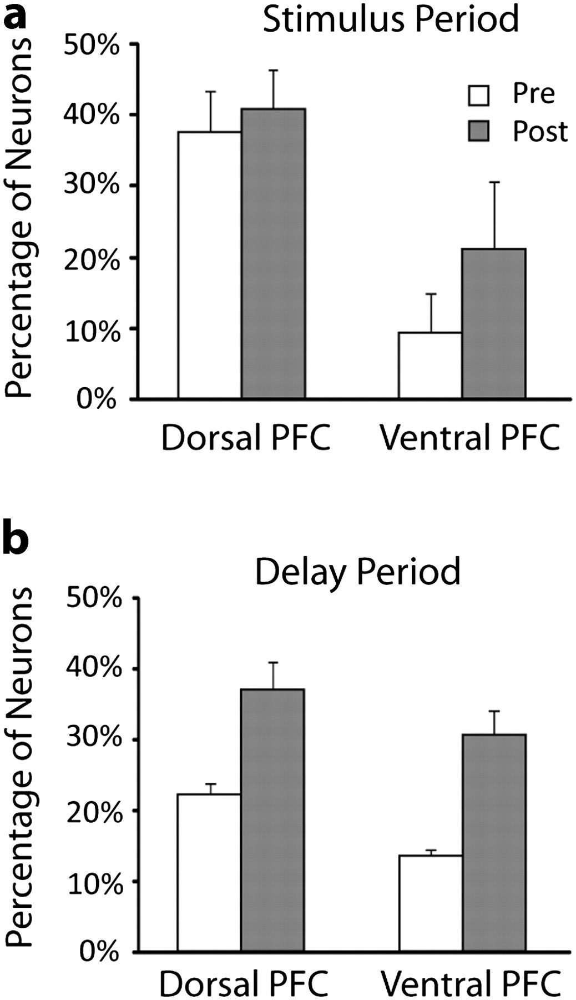 a
Stimulus Period
Percentage of Neurons
50%
40%
30%
20%
10%
0%
Pre
Post
Dorsal PFC
Ventral PFC
b
Delay Period
Percentage of Neurons
50%
40%
30%
20%
10%
0%
Dorsal PFC
Ventral PFC